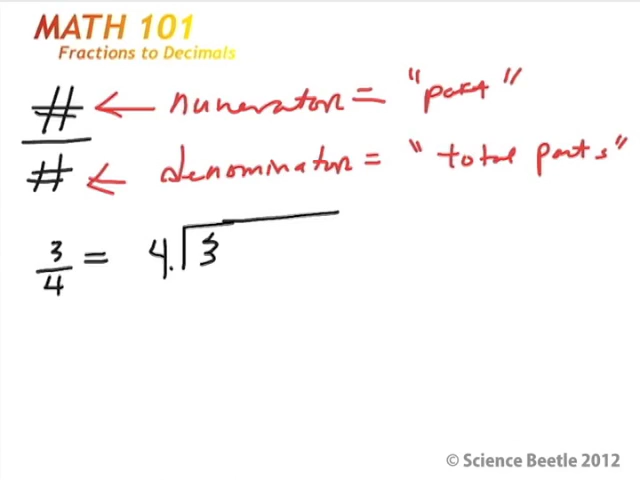 MATH 101
Fractions to Decimals
# ← numerator = "part"
# ← denominator = "total parts"
3/4 = 4.⟌3
© Science Beetle 2012